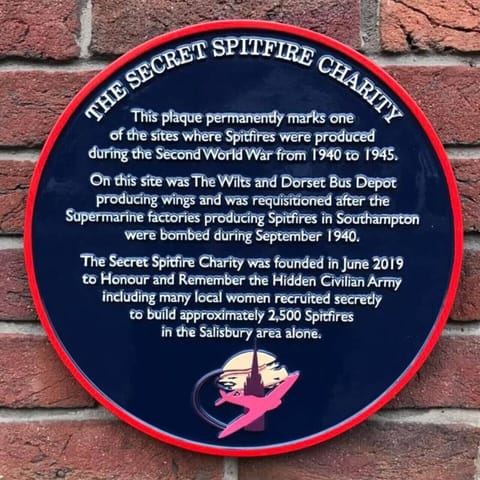 THE SECRET SPITFIRE CHARITY
This plaque permanently marks one
of the sites where Spitfires were produced
during the Second World War from 1940 to 1945.
On this site was The Wilts and Dorset Bus Depot
producing wings and was requisitioned after the
Supermarine factories producing Spitfires in Southampton
were bombed during September 1940.
The Secret Spitfire Charity was founded in June 2019
to Honour and Remember the Hidden Civilian Army
including many local women recruited secretly
to build approximately 2,500 Spitfires
in the Salisbury area alone.